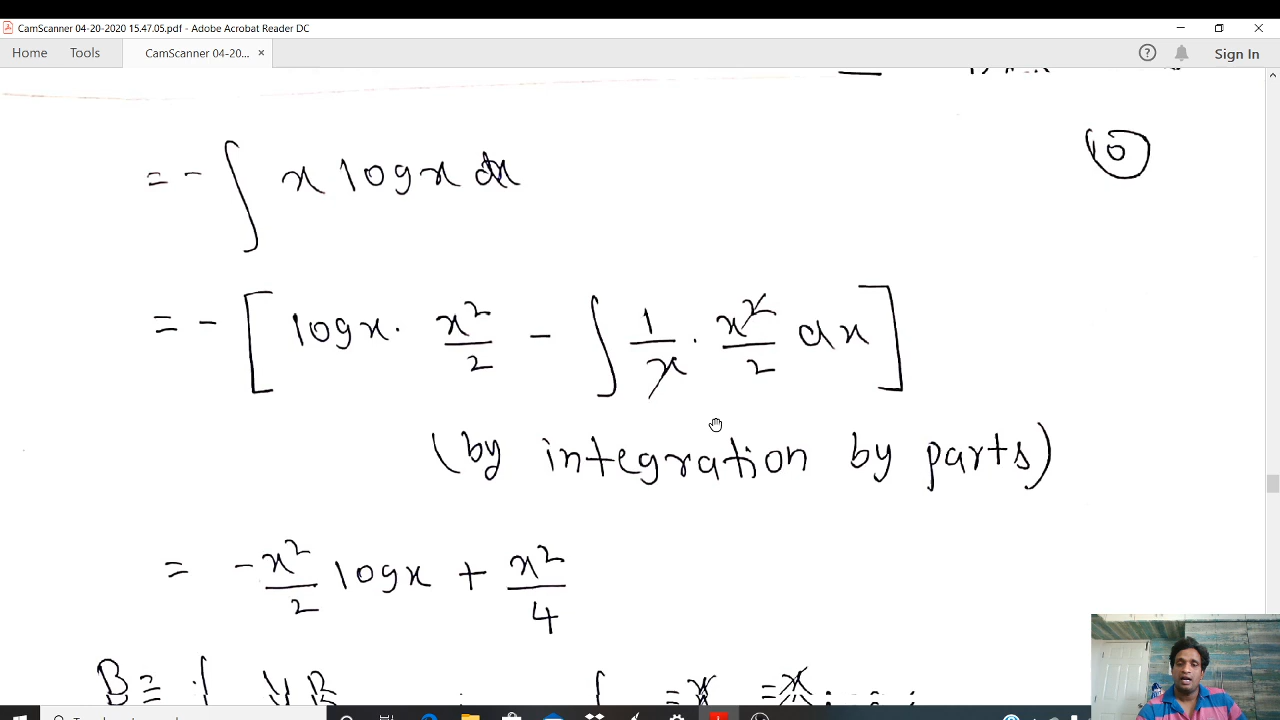 CamScanner 04-20-2020 15.47.05.pdf - Adobe Acrobat Reader DC
Home Tools CamScanner 04-20... × Sign In
10
= - ∫ x log x dx
= - [ log x · x²/2 - ∫ 1/x · x²/2 dx ]
(by integration by parts)
= -x²/2 log x + x²/4